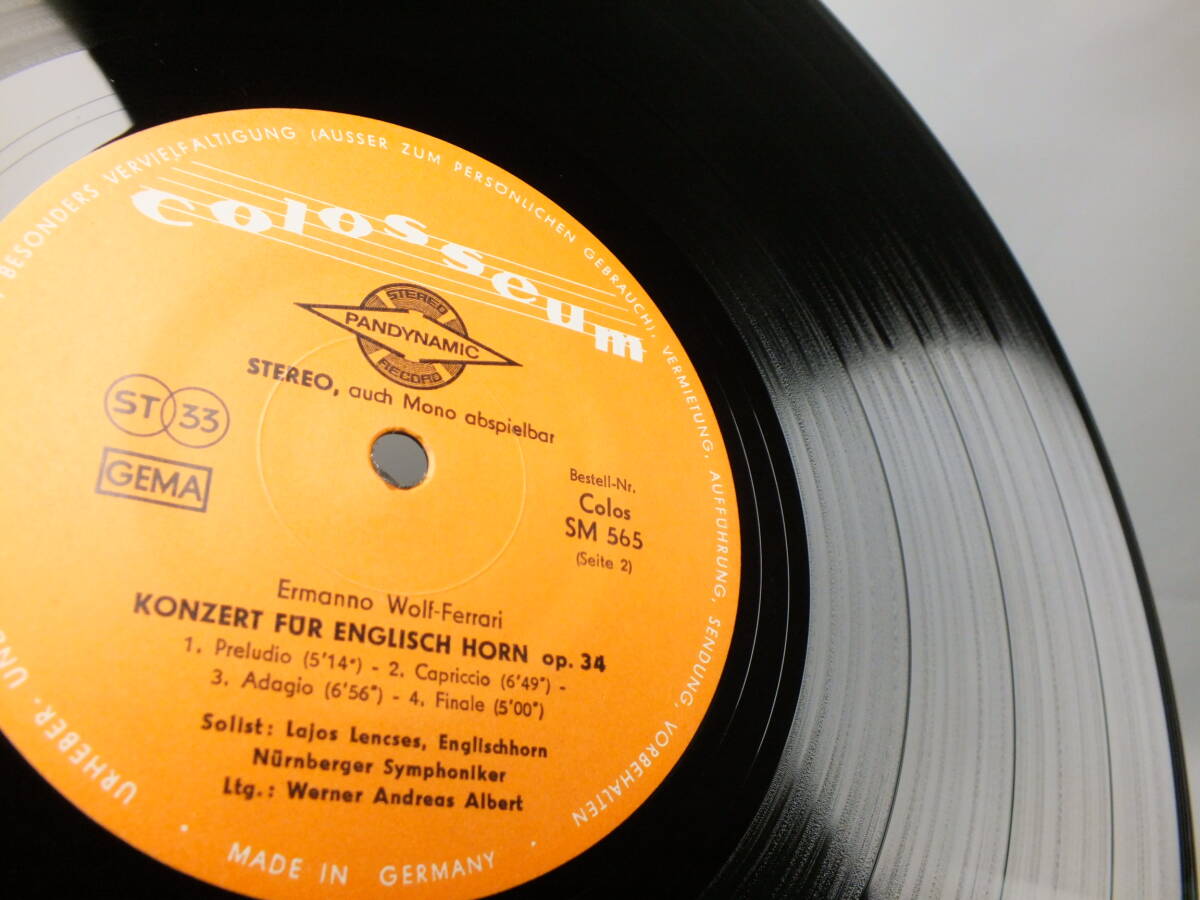 BESONDERS VERVIELFÄLTIGUNG (AUSSER ZUM PERSÖNLICHEN GEBRAUCH), VERMIETUNG, AUFFÜHRUNG, SENDUNG, VORBEHALTEN
colosseum
STEREO
PANDYNAMIC
RECORD
STEREO, auch Mono abspielbar
ST 33
GEMA
Bestell-Nr.
Colos
SM 565
(Seite 2)
Ermanno Wolf-Ferrari
KONZERT FÜR ENGLISCH HORN op. 34
1. Preludio (5'14") - 2. Capriccio (6'49") -
3. Adagio (6'56") - 4. Finale (5'00")
Solist: Lajos Lencses, Englischhorn
Nürnberger Symphoniker
Ltg.: Werner Andreas Albert
URHEBER-
· MADE IN GERMANY ·